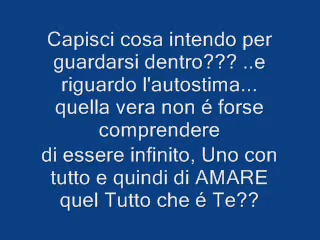 Capisci cosa intendo per
guardarsi dentro??? ..e
riguardo l'autostima...
quella vera non é forse
comprendere
di essere infinito, Uno con
tutto e quindi di AMARE
quel Tutto che é Te??